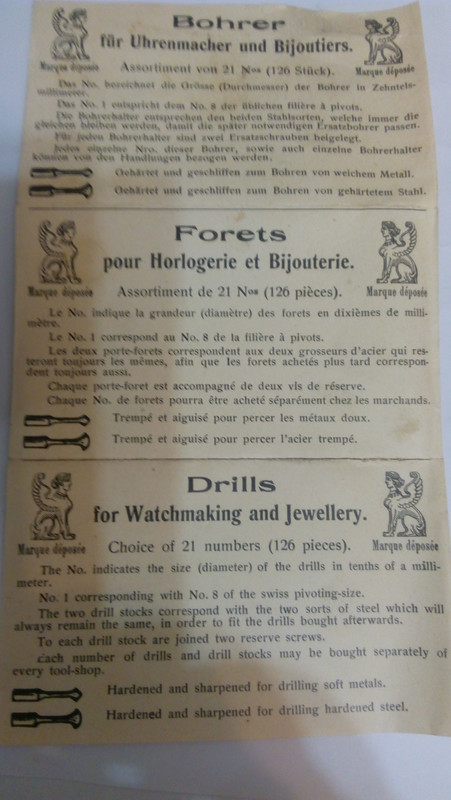 Bohrer
für Uhrenmacher und Bijoutiers.
Marque déposée Assortiment von 21 Nos (126 Stück). Marque déposée
Das No. bezeichnet die Grösse (Durchmesser) der Bohrer in Zehntels-
millimeter.
Das No. 1 entspricht dem No. 8 der üblichen filière à pivots.
Die Bohrerhalter entsprechen den beiden Stahlsorten, welche immer die
gleichen bleiben werden, damit die später notwendigen Ersatzbohrer passen.
Für jeden Bohrerhalter sind zwei Ersatzschrauben beigelegt.
Jedes einzelne Nro. dieser Bohrer, sowie auch einzelne Bohrerhalter
können von den Handlungen bezogen werden.
Gehärtet und geschliffen zum Bohren von weichem Metall.
Gehärtet und geschliffen zum Bohren von gehärtetem Stahl.
Forets
pour Horlogerie et Bijouterie.
Marque déposée Assortiment de 21 Nos (126 pièces). Marque déposée
Le No. indique la grandeur (diamètre) des forets en dixièmes de milli-
mètre.
Le No. 1 correspond au No. 8 de la filière à pivots.
Les deux porte-forets correspondent aux deux grosseurs d'acier qui res-
teront toujours les mêmes, afin que les forets achetés plus tard correspon-
dent toujours aussi.
Chaque porte-foret est accompagné de deux vis de réserve.
Chaque No. de forets pourra être acheté séparément chez les marchands.
Trempé et aiguisé pour percer les métaux doux.
Trempé et aiguisé pour percer l'acier trempé.
Drills
for Watchmaking and Jewellery.
Marque déposée Choice of 21 numbers (126 pieces). Marque déposée
The No. indicates the size (diameter) of the drills in tenths of a milli-
meter.
No. 1 corresponding with No. 8 of the swiss pivoting-size.
The two drill stocks correspond with the two sorts of steel which will
always remain the same, in order to fit the drills bought afterwards.
To each drill stock are joined two reserve screws.
Each number of drills and drill stocks may be bought separately of
every tool-shop.
Hardened and sharpened for drilling soft metals.
Hardened and sharpened for drilling hardened steel.